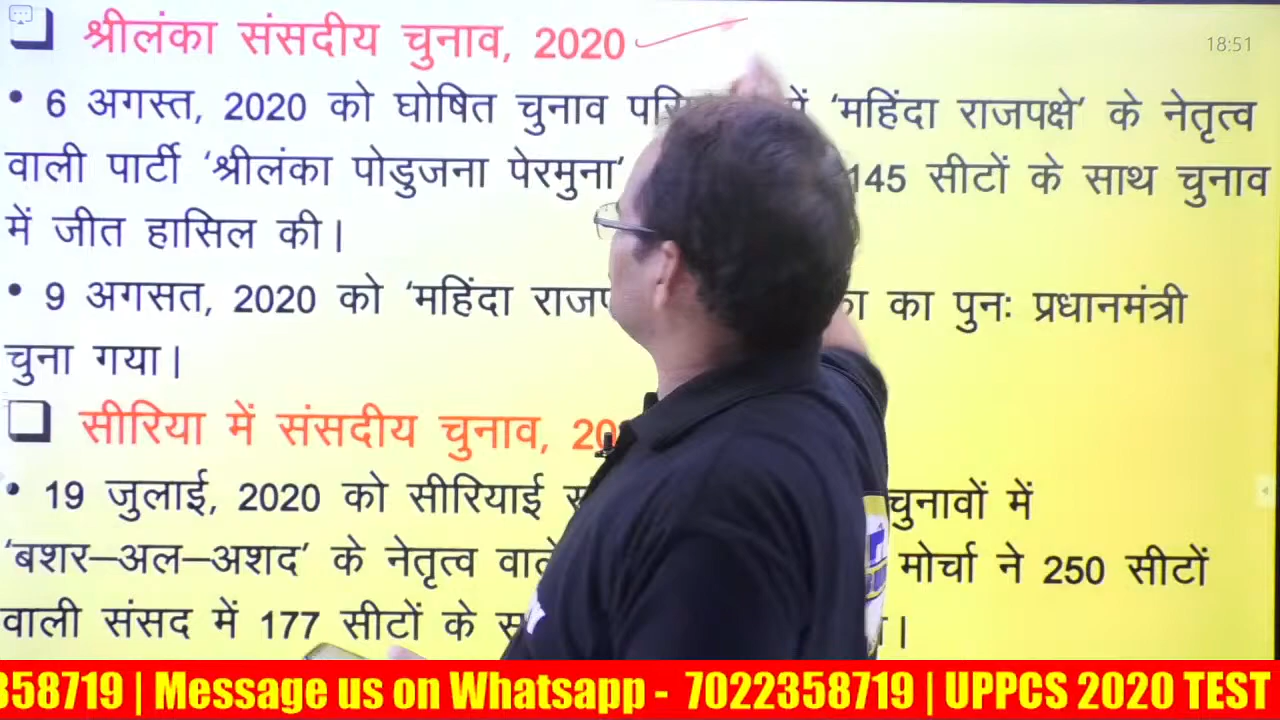 श्रीलंका संसदीय चुनाव, 2020
18:51
• 6 अगस्त, 2020 को घोषित चुनाव में ‘महिंदा राजपक्षे’ के नेतृत्व
वाली पार्टी ‘श्रीलंका पोडुजना पेरमुना’ 145 सीटों के साथ चुनाव
में जीत हासिल की।
• 9 अगसत, 2020 को ‘महिंदा का पुनः प्रधानमंत्री
चुना गया।
सीरिया में संसदीय चुनाव, 20
• 19 जुलाई, 2020 को सीरियाई चुनावों में
‘बशर–अल–अशद’ के नेतृत्व मोर्चा ने 250 सीटों
वाली संसद में 177 सीटों के
358719 | Message us on Whatsapp - 7022358719 | UPPCS 2020 TEST